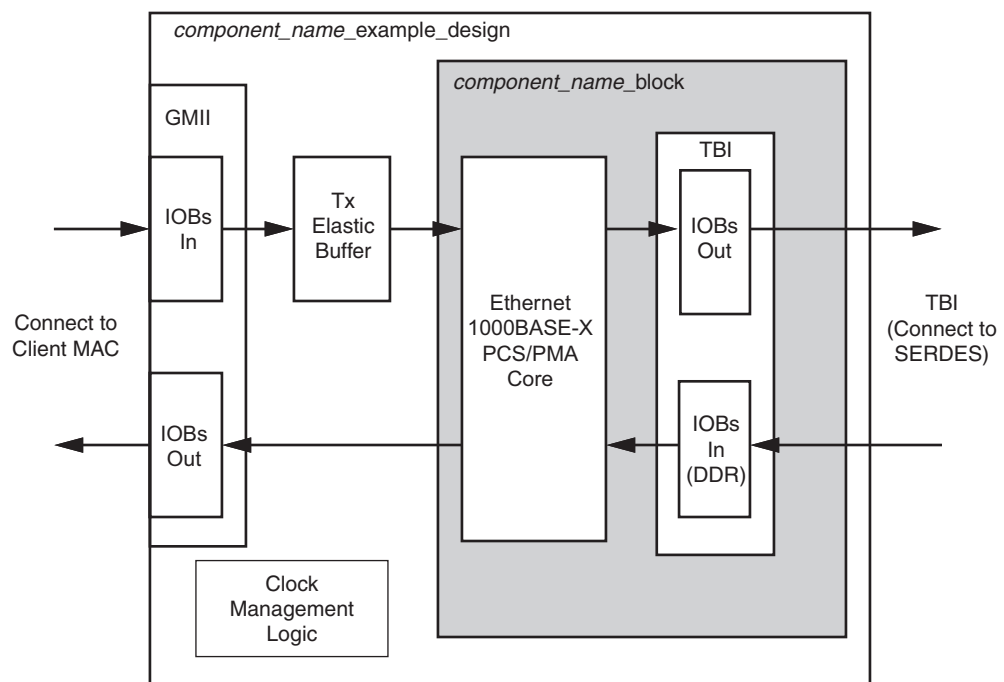 component_name_example_design
component_name_block
GMII
TBI
IOBs
In
Tx
Elastic
Buffer
IOBs
Out
Ethernet
1000BASE-X
PCS/PMA
Core
Connect to
Client MAC
TBI
(Connect to
SERDES)
IOBs
Out
IOBs
In
(DDR)
Clock
Management
Logic